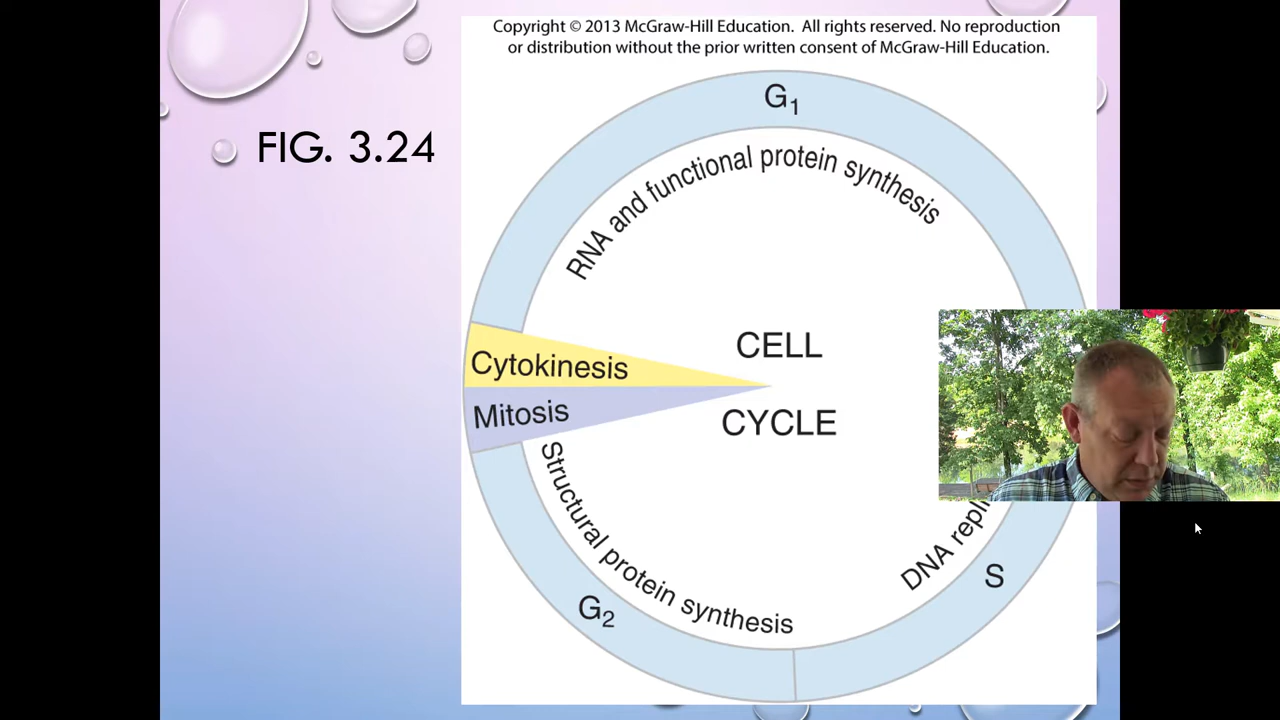 Copyright © 2013 McGraw-Hill Education. All rights reserved. No reproduction
or distribution without the prior written consent of McGraw-Hill Education.
FIG. 3.24
G1
RNA and functional protein synthesis
CELL
Cytokinesis
Mitosis
CYCLE
Structural protein synthesis
DNA
S
G2